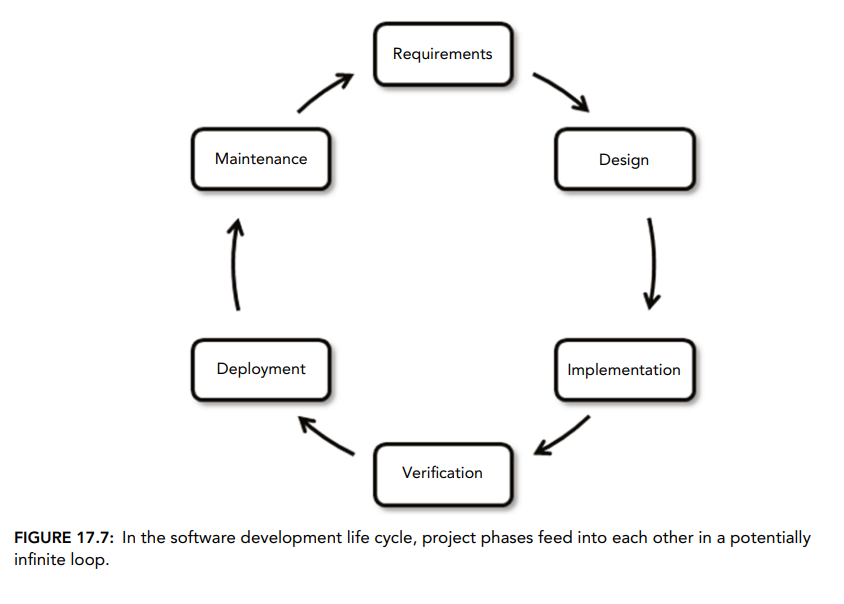 Requirements
Maintenance
Design
Deployment
Implementation
Verification
FIGURE 17.7: In the software development life cycle, project phases feed into each other in a potentially
infinite loop.